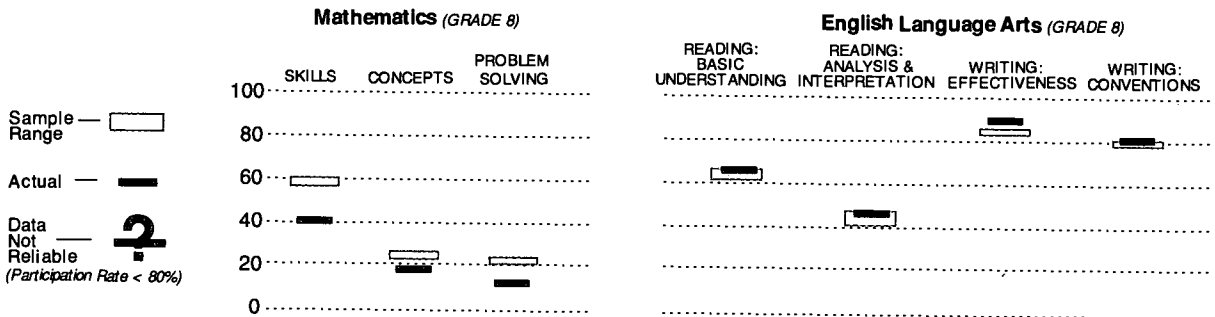 Mathematics (GRADE 8)
SKILLS
CONCEPTS
PROBLEM
SOLVING
100
80
60
40
20
0
Sample
Range
Actual
Data
Not
Reliable
?
(Participation Rate < 80%)
English Language Arts (GRADE 8)
READING:
BASIC
UNDERSTANDING
READING:
ANALYSIS &
INTERPRETATION
WRITING:
EFFECTIVENESS
WRITING:
CONVENTIONS